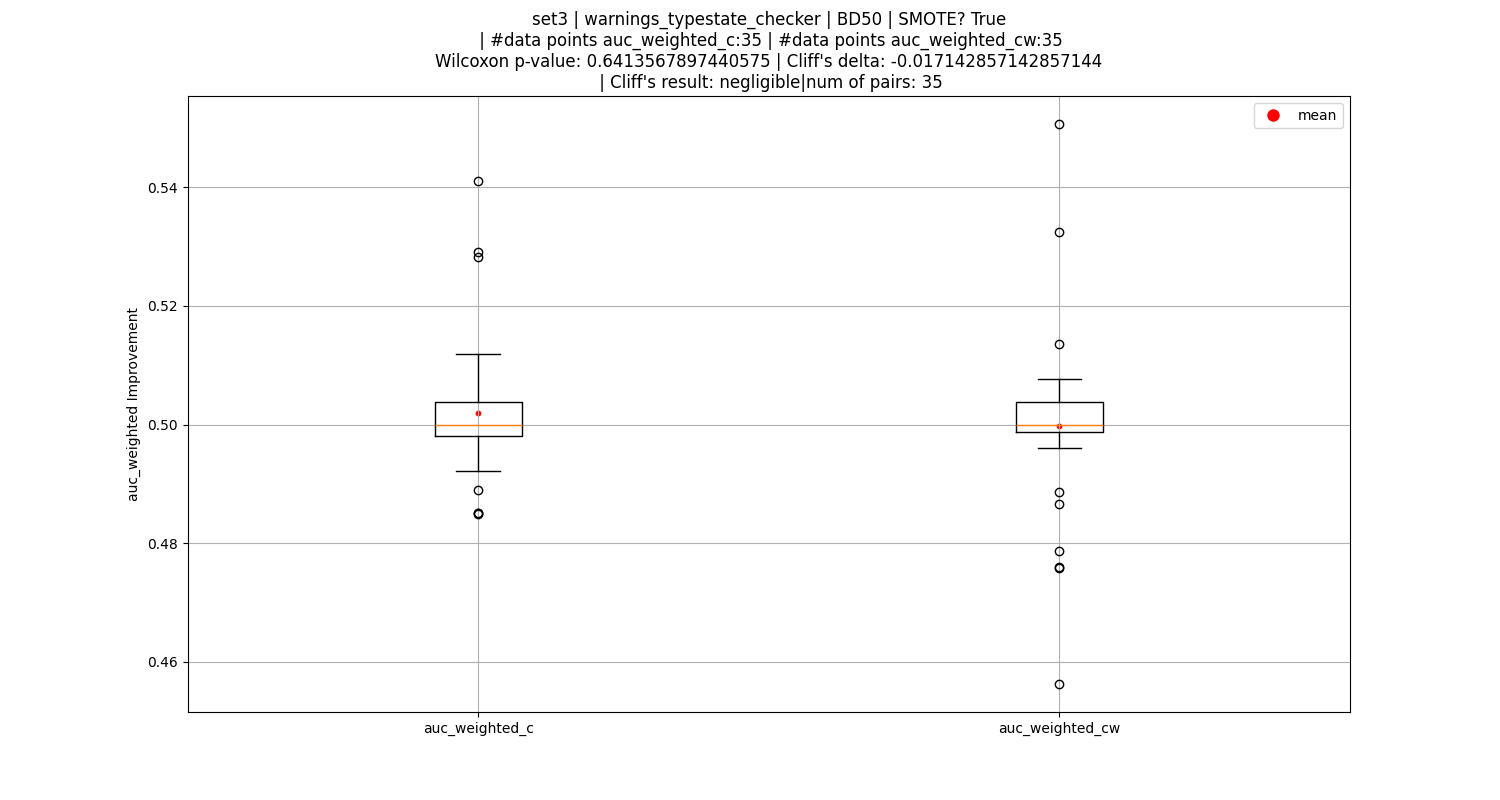 set3 | warnings_typestate_checker | BD50 | SMOTE? True
| #data points auc_weighted_c:35 | #data points auc_weighted_cw:35
Wilcoxon p-value: 0.6413567897440575 | Cliff's delta: -0.017142857142857144
| Cliff's result: negligible|num of pairs: 35
mean
auc_weighted Improvement
0.54
0.52
0.50
0.48
0.46
auc_weighted_c
auc_weighted_cw